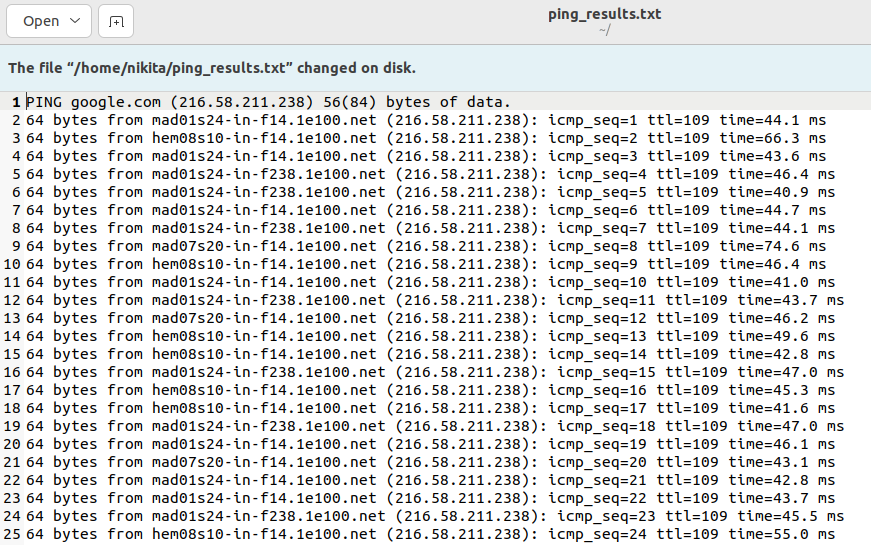 Open
ping_results.txt
~/
The file “/home/nikita/ping_results.txt” changed on disk.
1 PING google.com (216.58.211.238) 56(84) bytes of data.
2 64 bytes from mad01s24-in-f14.1e100.net (216.58.211.238): icmp_seq=1 ttl=109 time=44.1 ms
3 64 bytes from hem08s10-in-f14.1e100.net (216.58.211.238): icmp_seq=2 ttl=109 time=66.3 ms
4 64 bytes from mad01s24-in-f14.1e100.net (216.58.211.238): icmp_seq=3 ttl=109 time=43.6 ms
5 64 bytes from mad01s24-in-f238.1e100.net (216.58.211.238): icmp_seq=4 ttl=109 time=46.4 ms
6 64 bytes from mad01s24-in-f238.1e100.net (216.58.211.238): icmp_seq=5 ttl=109 time=40.9 ms
7 64 bytes from mad01s24-in-f14.1e100.net (216.58.211.238): icmp_seq=6 ttl=109 time=44.7 ms
8 64 bytes from mad01s24-in-f238.1e100.net (216.58.211.238): icmp_seq=7 ttl=109 time=44.1 ms
9 64 bytes from mad07s20-in-f14.1e100.net (216.58.211.238): icmp_seq=8 ttl=109 time=74.6 ms
10 64 bytes from hem08s10-in-f14.1e100.net (216.58.211.238): icmp_seq=9 ttl=109 time=46.4 ms
11 64 bytes from mad01s24-in-f14.1e100.net (216.58.211.238): icmp_seq=10 ttl=109 time=41.0 ms
12 64 bytes from mad01s24-in-f238.1e100.net (216.58.211.238): icmp_seq=11 ttl=109 time=43.7 ms
13 64 bytes from mad07s20-in-f14.1e100.net (216.58.211.238): icmp_seq=12 ttl=109 time=46.2 ms
14 64 bytes from hem08s10-in-f14.1e100.net (216.58.211.238): icmp_seq=13 ttl=109 time=49.6 ms
15 64 bytes from hem08s10-in-f14.1e100.net (216.58.211.238): icmp_seq=14 ttl=109 time=42.8 ms
16 64 bytes from mad01s24-in-f238.1e100.net (216.58.211.238): icmp_seq=15 ttl=109 time=47.0 ms
17 64 bytes from hem08s10-in-f14.1e100.net (216.58.211.238): icmp_seq=16 ttl=109 time=45.3 ms
18 64 bytes from hem08s10-in-f14.1e100.net (216.58.211.238): icmp_seq=17 ttl=109 time=41.6 ms
19 64 bytes from mad01s24-in-f238.1e100.net (216.58.211.238): icmp_seq=18 ttl=109 time=47.0 ms
20 64 bytes from mad01s24-in-f14.1e100.net (216.58.211.238): icmp_seq=19 ttl=109 time=46.1 ms
21 64 bytes from mad07s20-in-f14.1e100.net (216.58.211.238): icmp_seq=20 ttl=109 time=43.1 ms
22 64 bytes from mad01s24-in-f14.1e100.net (216.58.211.238): icmp_seq=21 ttl=109 time=42.8 ms
23 64 bytes from mad01s24-in-f14.1e100.net (216.58.211.238): icmp_seq=22 ttl=109 time=43.7 ms
24 64 bytes from mad01s24-in-f238.1e100.net (216.58.211.238): icmp_seq=23 ttl=109 time=45.5 ms
25 64 bytes from hem08s10-in-f14.1e100.net (216.58.211.238): icmp_seq=24 ttl=109 time=55.0 ms